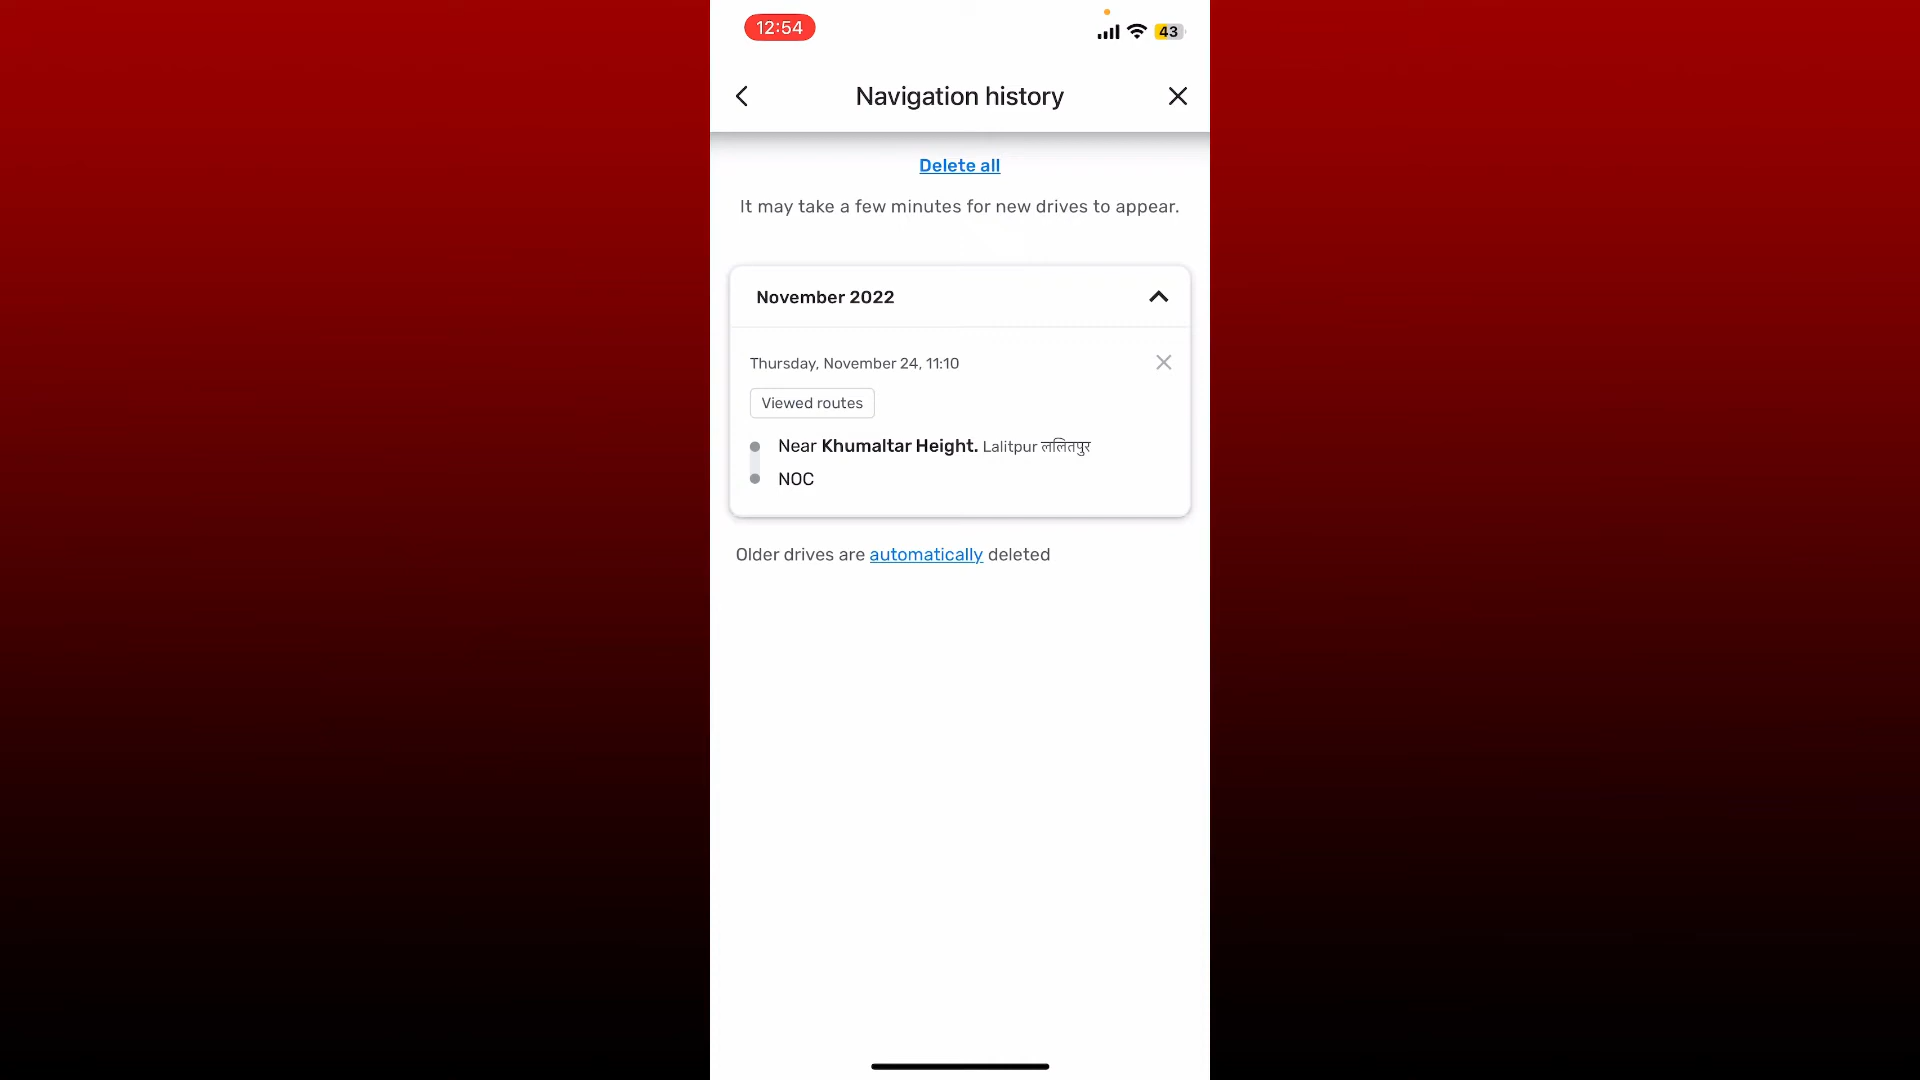 12:54
43
Navigation history
Delete all
It may take a few minutes for new drives to appear.
November 2022
Thursday, November 24, 11:10
Viewed routes
Near Khumaltar Height. Lalitpur ललितपुर
NOC
Older drives are automatically deleted